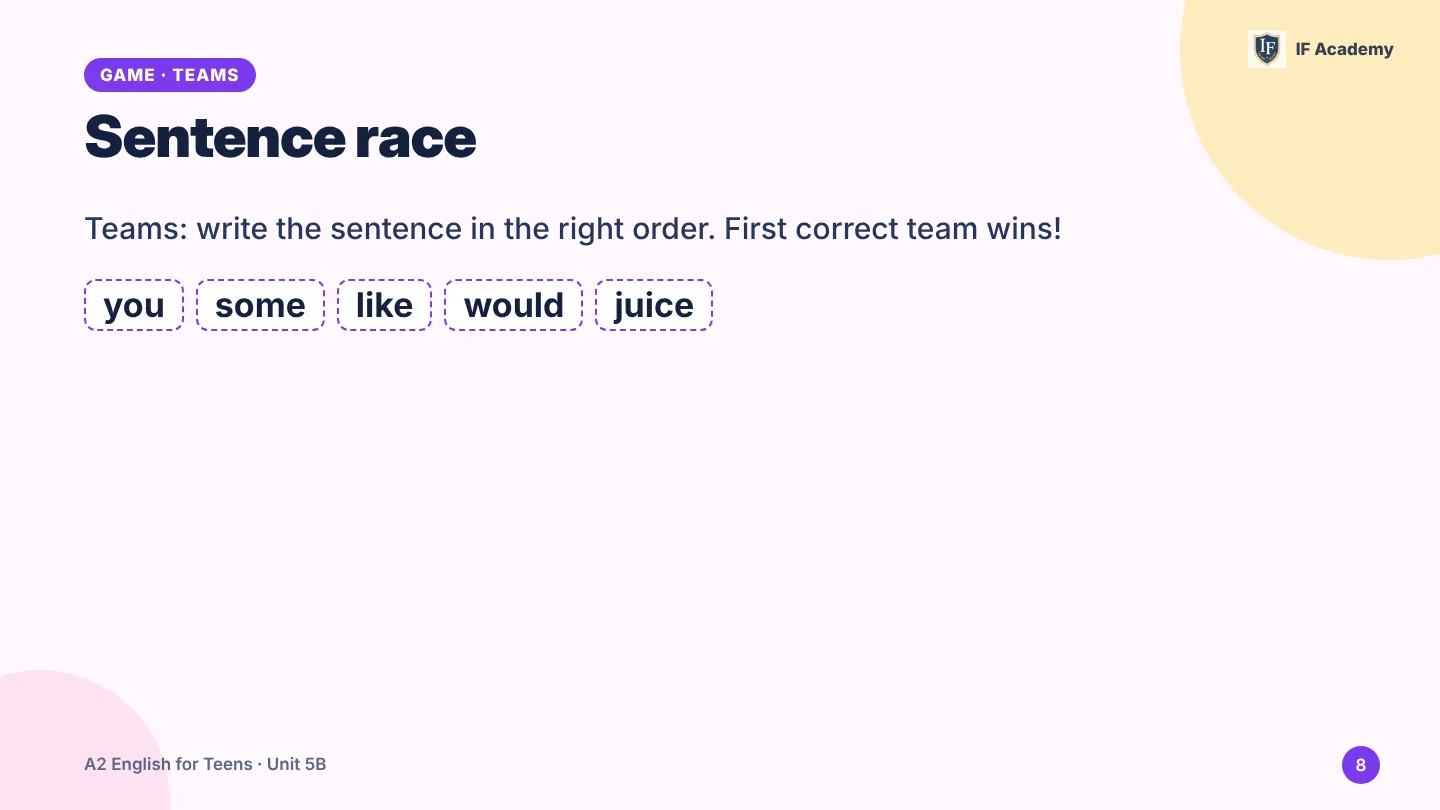 IF IF Academy
GAME · TEAMS
Sentence race
Teams: write the sentence in the right order. First correct team wins!
you some like would juice
A2 English for Teens · Unit 5B
8